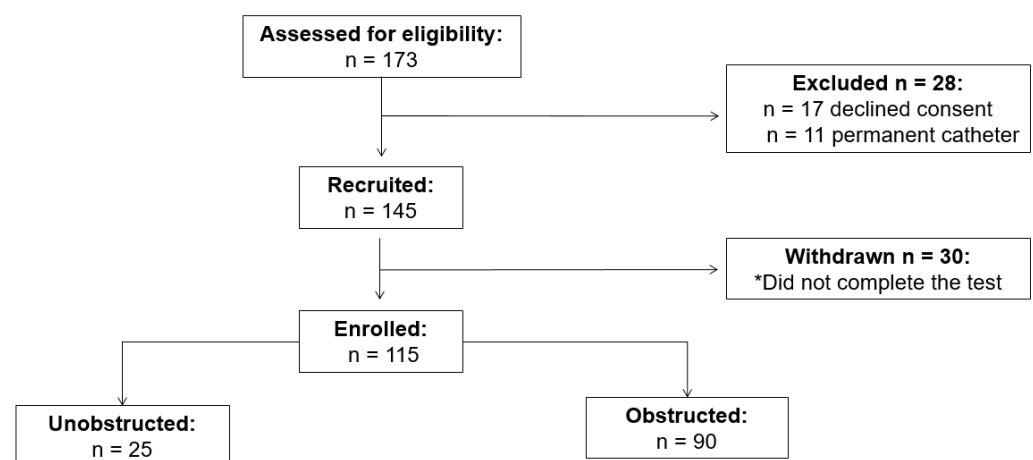 Assessed for eligibility:
n = 173
Excluded n = 28:
n = 17 declined consent
n = 11 permanent catheter
Recruited:
n = 145
Withdrawn n = 30:
*Did not complete the test
Enrolled:
n = 115
Unobstructed:
n = 25
Obstructed:
n = 90